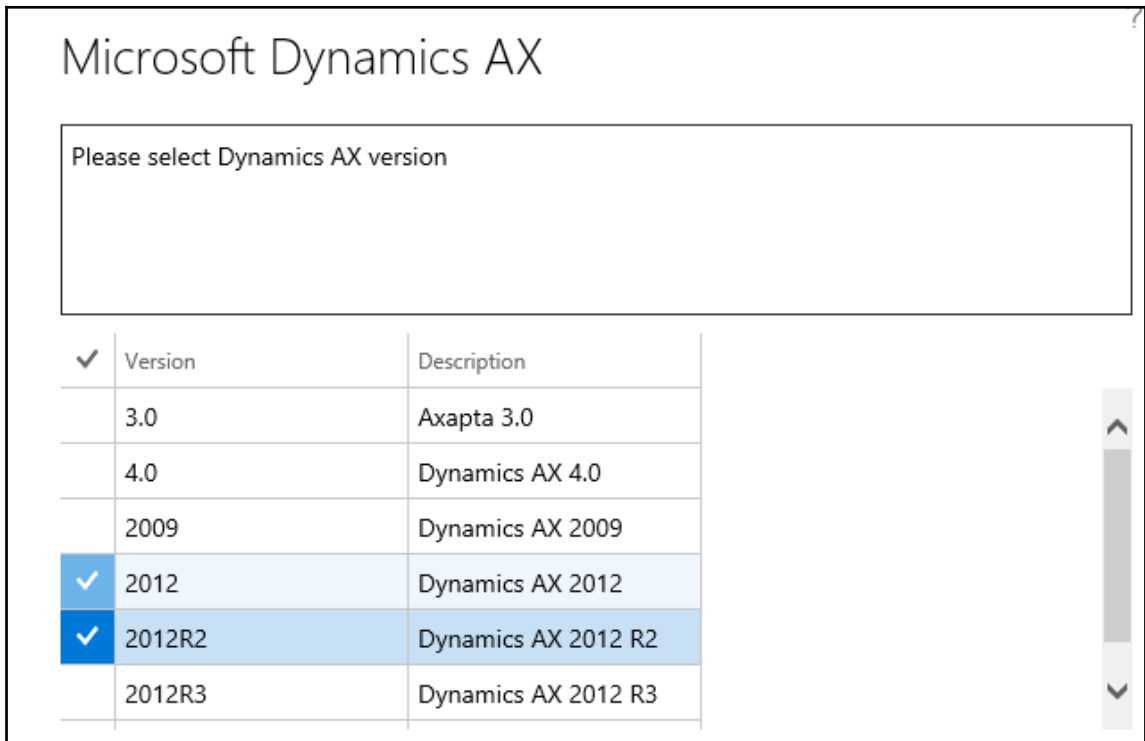 ?
Microsoft Dynamics AX
Please select Dynamics AX version
Version Description
3.0 Axapta 3.0
4.0 Dynamics AX 4.0
2009 Dynamics AX 2009
2012 Dynamics AX 2012
2012R2 Dynamics AX 2012 R2
2012R3 Dynamics AX 2012 R3